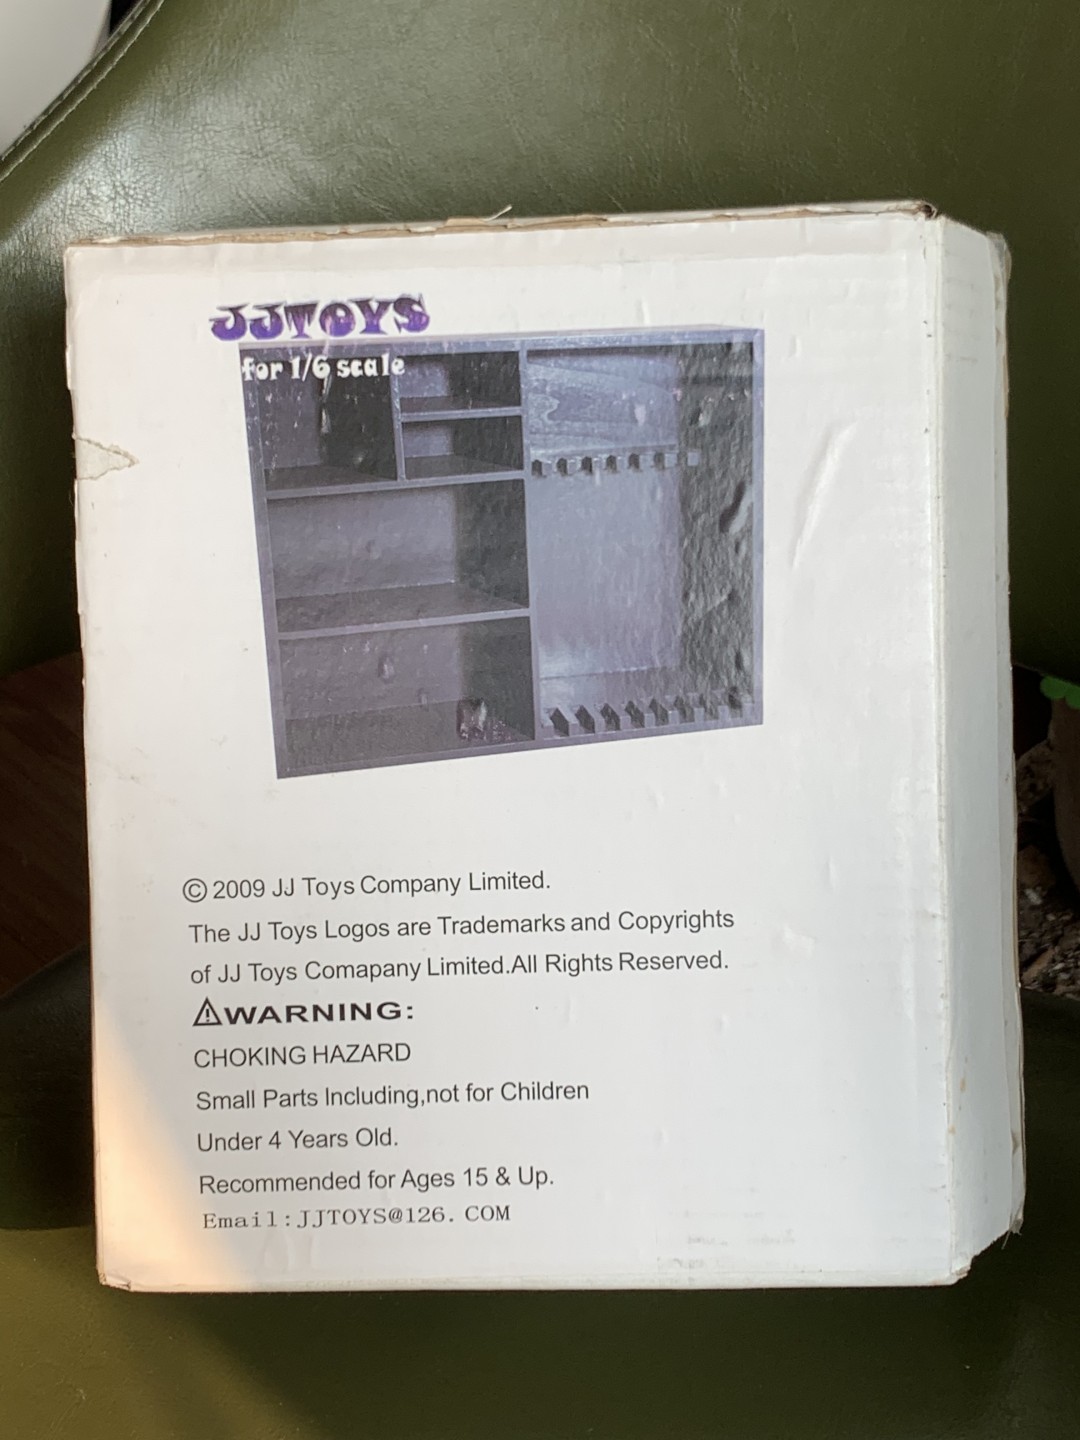 JJTOYS
for 1/6 scale
© 2009 JJ Toys Company Limited.
The JJ Toys Logos are Trademarks and Copyrights
of JJ Toys Comapany Limited.All Rights Reserved.
⚠WARNING:
CHOKING HAZARD
Small Parts Including,not for Children
Under 4 Years Old.
Recommended for Ages 15 & Up.
Email:JJTOYS@126. COM